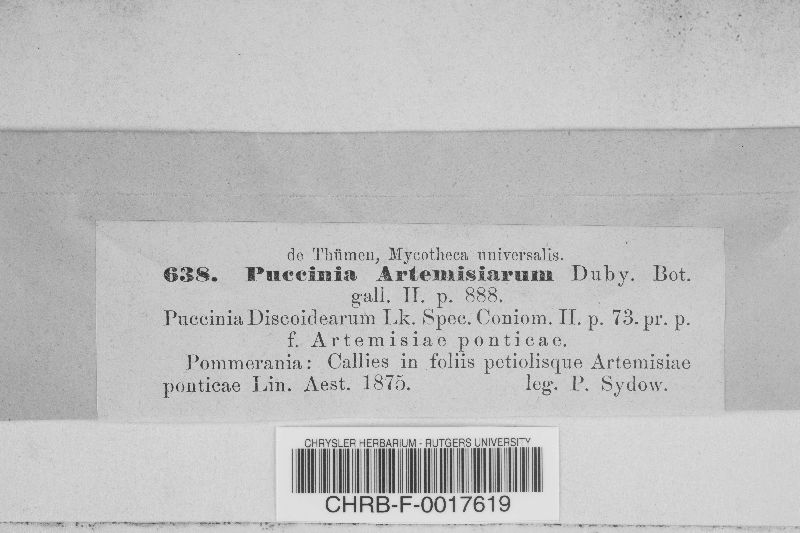 de Thümen, Mycotheca universalis.
638. Puccinia Artemisiarum Duby. Bot.
gall. II. p. 888.
Puccinia Discoidearum Lk. Spec. Coniom. II. p. 73. pr. p.
f. Artemisiae ponticae.
Pommerania: Callies in foliis petiolisque Artemisiae
ponticae Lin. Aest. 1875. leg. P. Sydow.
CHRYSLER HERBARIUM - RUTGERS UNIVERSITY
CHRB-F-0017619